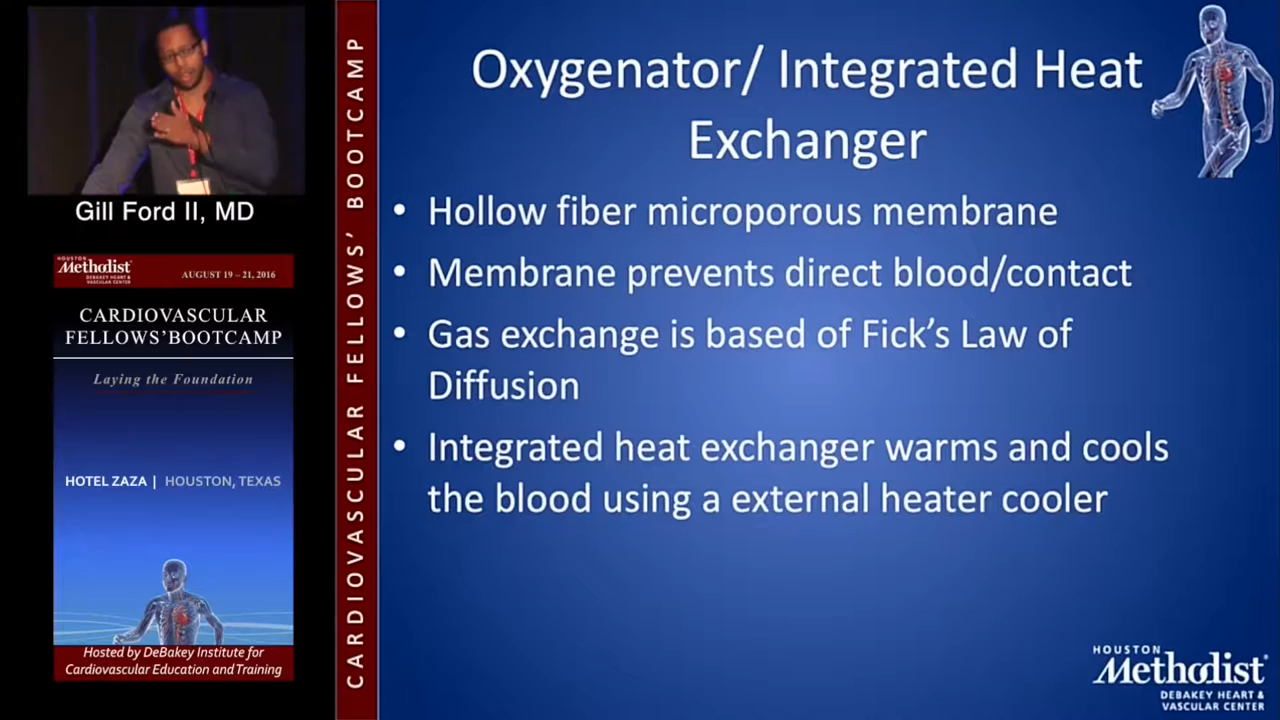 Gill Ford II, MD
HOUSTON
Methodist
DEBAKEY HEART &
VASCULAR CENTER
AUGUST 19 – 21, 2016
CARDIOVASCULAR
FELLOWS’BOOTCAMP
Laying the Foundation
HOTEL ZAZA | HOUSTON, TEXAS
Hosted by DeBakey Institute for
Cardiovascular Education and Training
CARDIOVASCULAR FELLOWS’ BOOTCAMP
Oxygenator/ Integrated Heat
Exchanger
• Hollow fiber microporous membrane
• Membrane prevents direct blood/contact
• Gas exchange is based of Fick’s Law of
Diffusion
• Integrated heat exchanger warms and cools
the blood using a external heater cooler
HOUSTON
Methodist®
DEBAKEY HEART &
VASCULAR CENTER